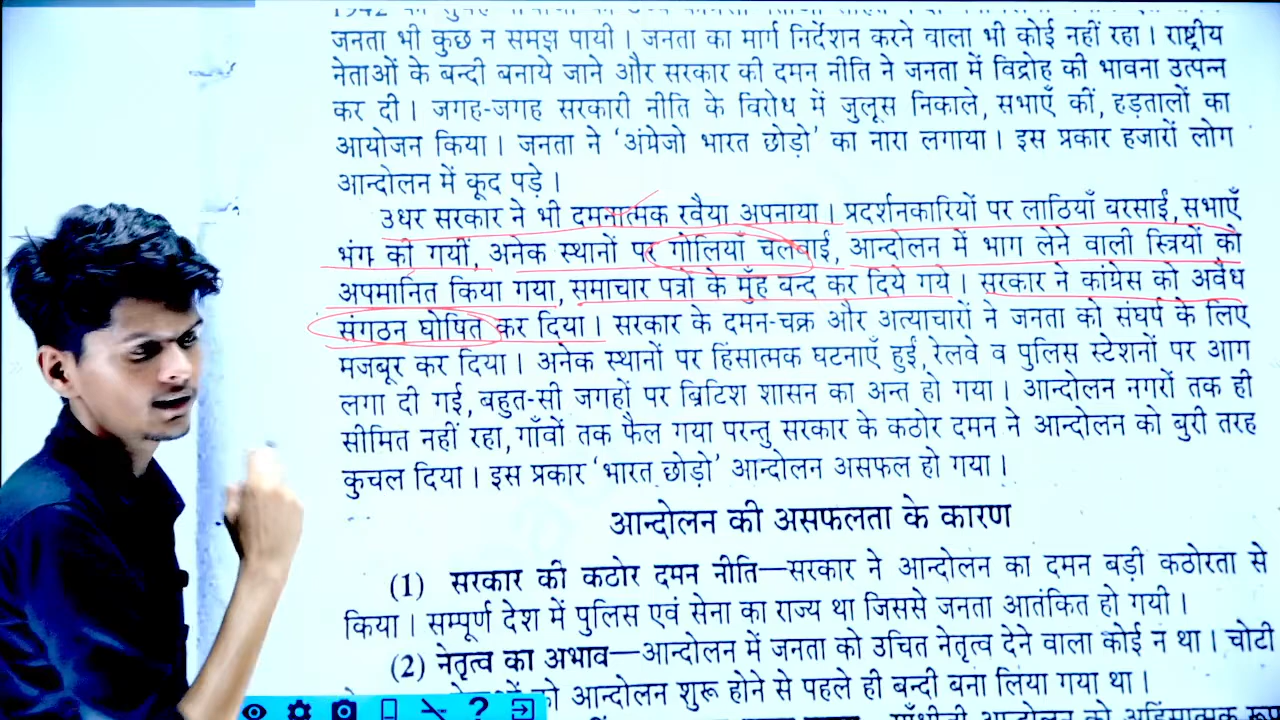 जनता भी कुछ न समझ पायी। जनता का मार्ग निर्देशन करने वाला भी कोई नहीं रहा। राष्ट्रीय
नेताओं के बन्दी बनाये जाने और सरकार की दमन नीति ने जनता में विद्रोह की भावना उत्पन्न
कर दी। जगह-जगह सरकारी नीति के विरोध में जुलूस निकाले, सभाएँ कीं, हड़तालों का
आयोजन किया। जनता ने ‘अंग्रेजो भारत छोड़ो’ का नारा लगाया। इस प्रकार हजारों लोग
आन्दोलन में कूद पड़े।
उधर सरकार ने भी दमनात्मक रवैया अपनाया। प्रदर्शनकारियों पर लाठियाँ बरसाईं, सभाएँ
भंग की गयीं, अनेक स्थानों पर गोलियाँ चलवाईं, आन्दोलन में भाग लेने वाली स्त्रियों को
अपमानित किया गया, समाचार पत्रों के मुँह बन्द कर दिये गये। सरकार ने कांग्रेस को अवैध
संगठन घोषित कर दिया। सरकार के दमन-चक्र और अत्याचारों ने जनता को संघर्ष के लिए
मजबूर कर दिया। अनेक स्थानों पर हिंसात्मक घटनाएँ हुईं, रेलवे व पुलिस स्टेशनों पर आग
लगा दी गई, बहुत-सी जगहों पर ब्रिटिश शासन का अन्त हो गया। आन्दोलन नगरों तक ही
सीमित नहीं रहा, गाँवों तक फैल गया परन्तु सरकार के कठोर दमन ने आन्दोलन को बुरी तरह
कुचल दिया। इस प्रकार ‘भारत छोड़ो’ आन्दोलन असफल हो गया।
आन्दोलन की असफलता के कारण
(1) सरकार की कठोर दमन नीति—सरकार ने आन्दोलन का दमन बड़ी कठोरता से
किया। सम्पूर्ण देश में पुलिस एवं सेना का राज्य था जिससे जनता आतंकित हो गयी।
(2) नेतृत्व का अभाव—आन्दोलन में जनता को उचित नेतृत्व देने वाला कोई न था। चोटी
को आन्दोलन शुरू होने से पहले ही बन्दी बना लिया गया था।